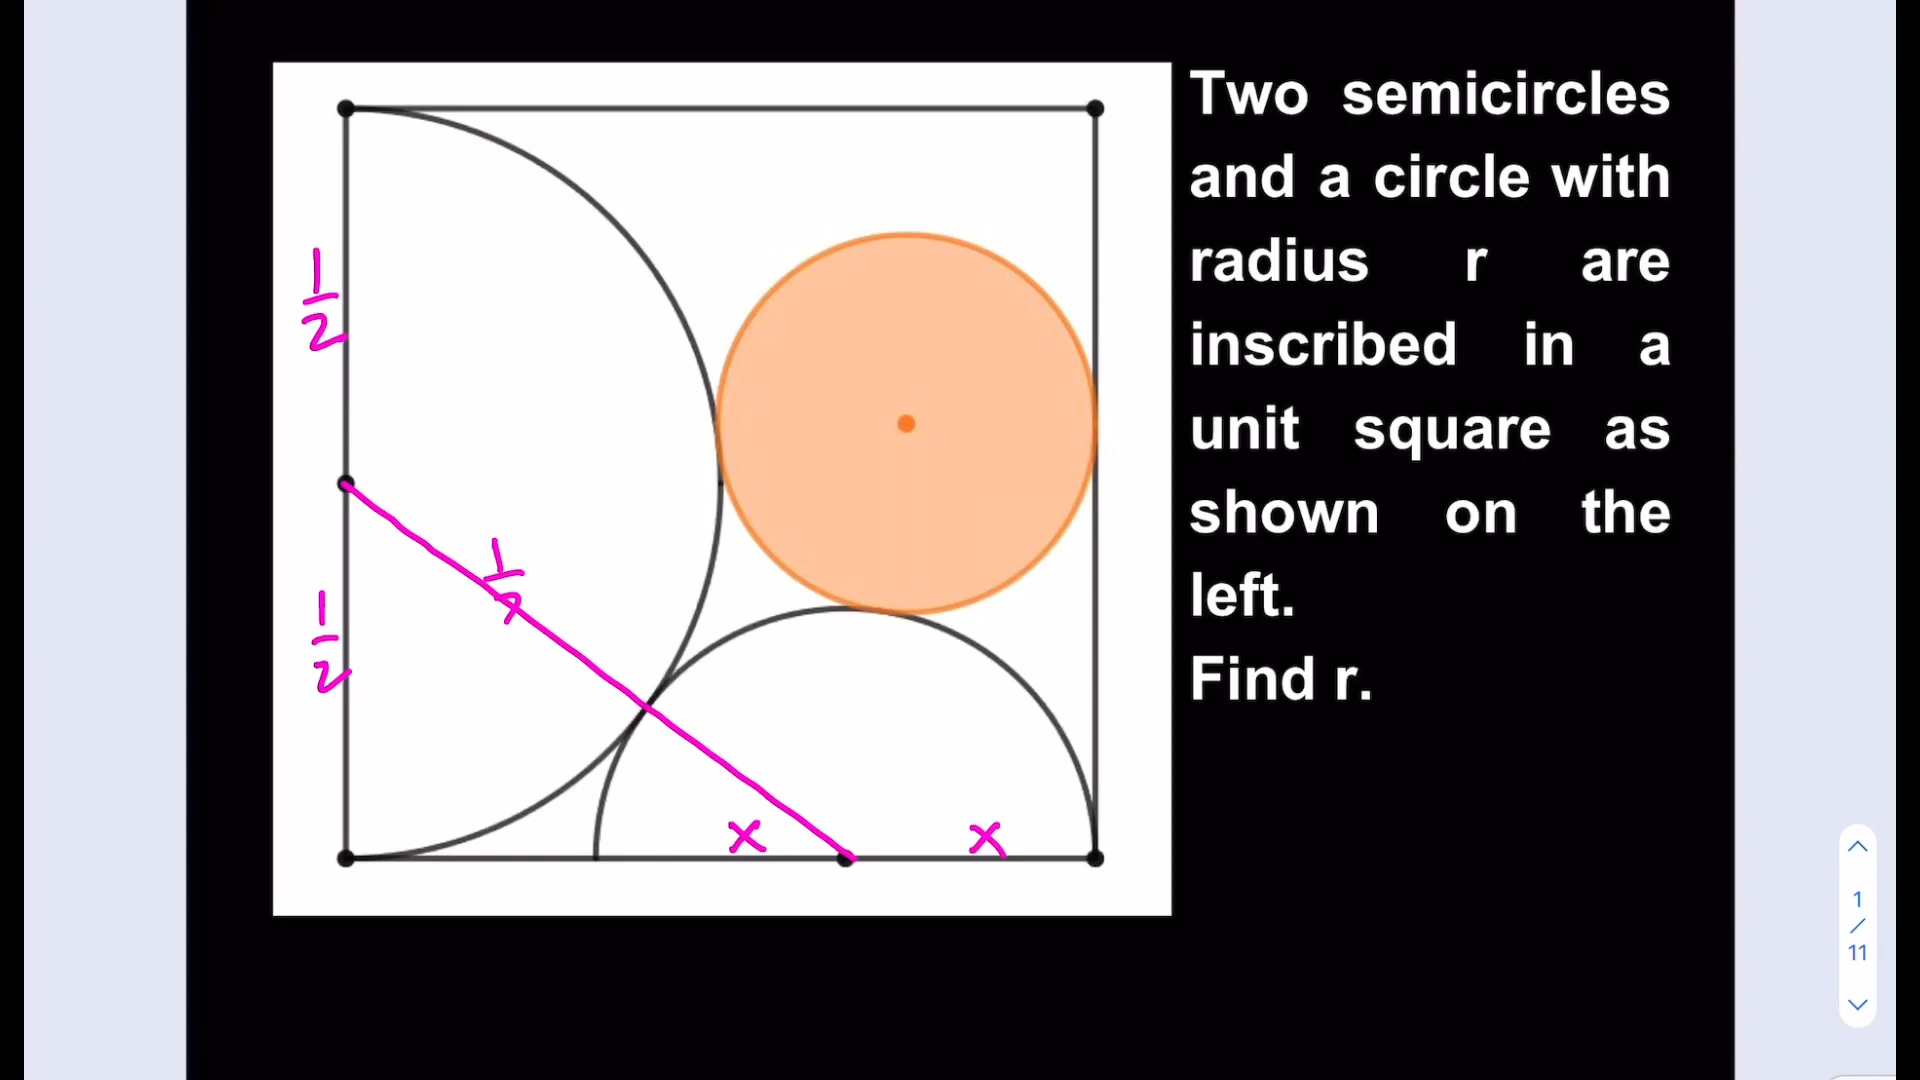 Two semicircles
and a circle with
radius r are
inscribed in a
unit square as
shown on the
left.
Find r.
1
2
1
2
1
x
x
1
/
11